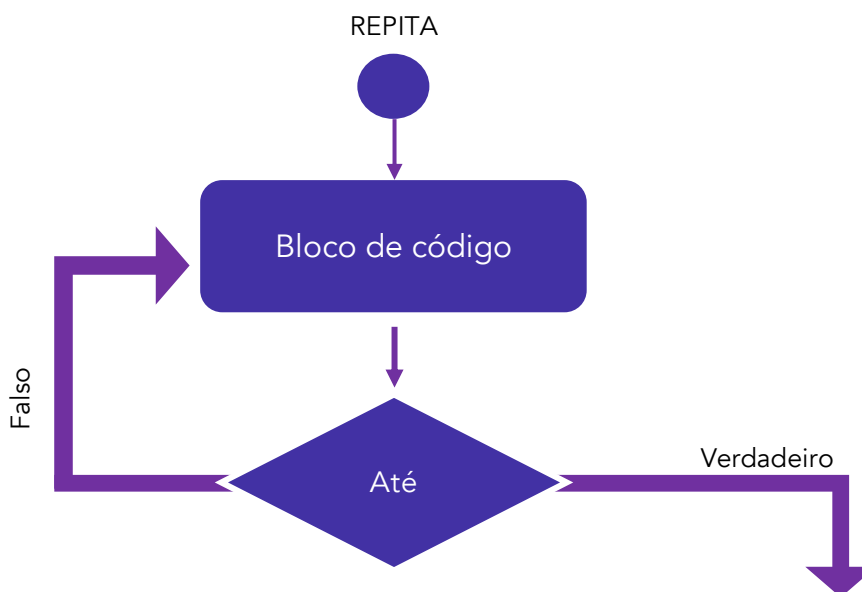 REPITA
Bloco de código
Falso
Até
Verdadeiro